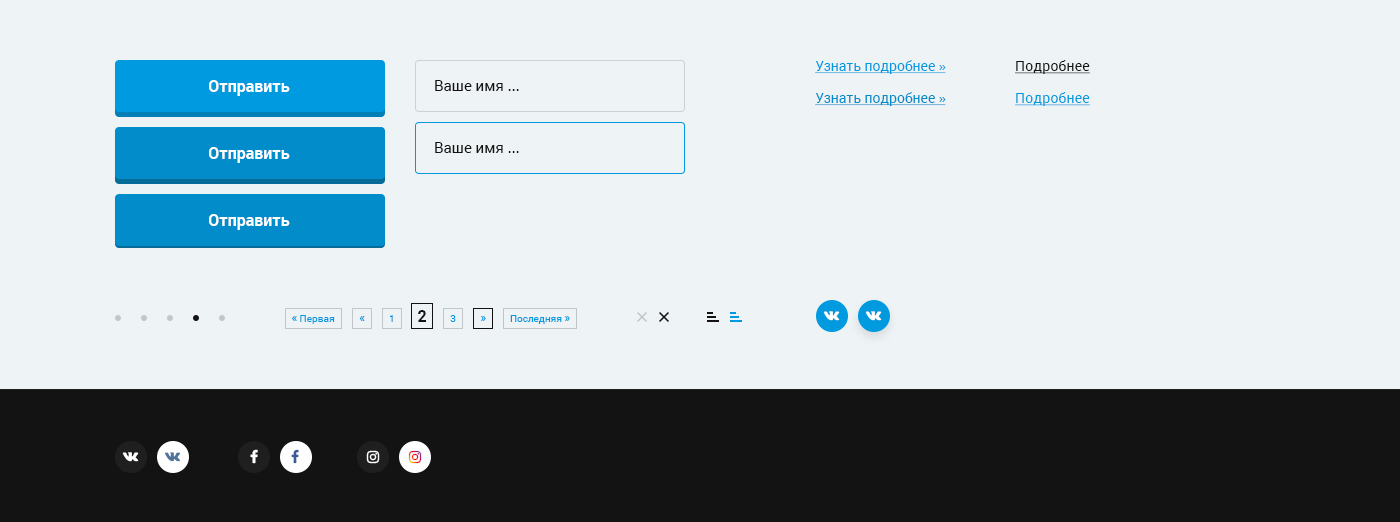 Отправить
Отправить
Отправить
Ваше имя ...
Ваше имя ...
Узнать подробнее »
Узнать подробнее »
Подробнее
Подробнее
« Первая « 1 2 3 » Последняя »